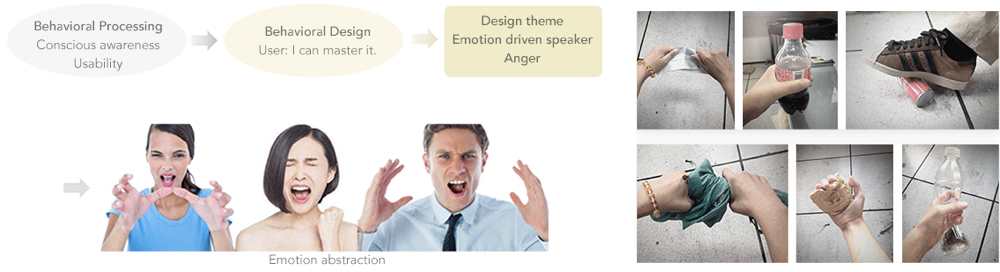 Behavioral Processing
Conscious awareness
Usability
Behavioral Design
User: I can master it.
Design theme
Emotion driven speaker
Anger
Emotion abstraction